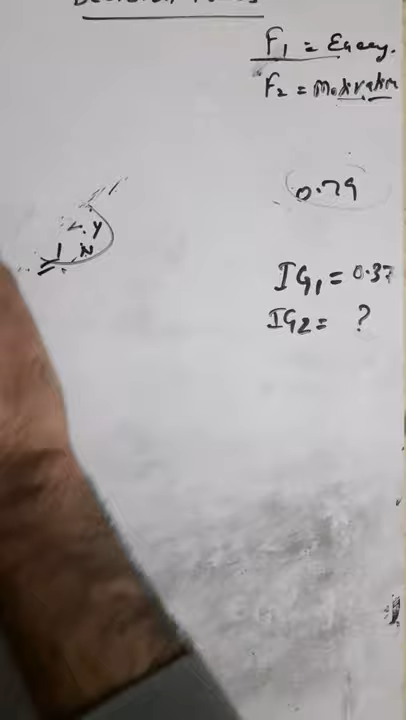 F₁ = Energy.
F₂ = Motivation
0.79
< . Y
N
IG₁ = 0.37
IG₂ = ?